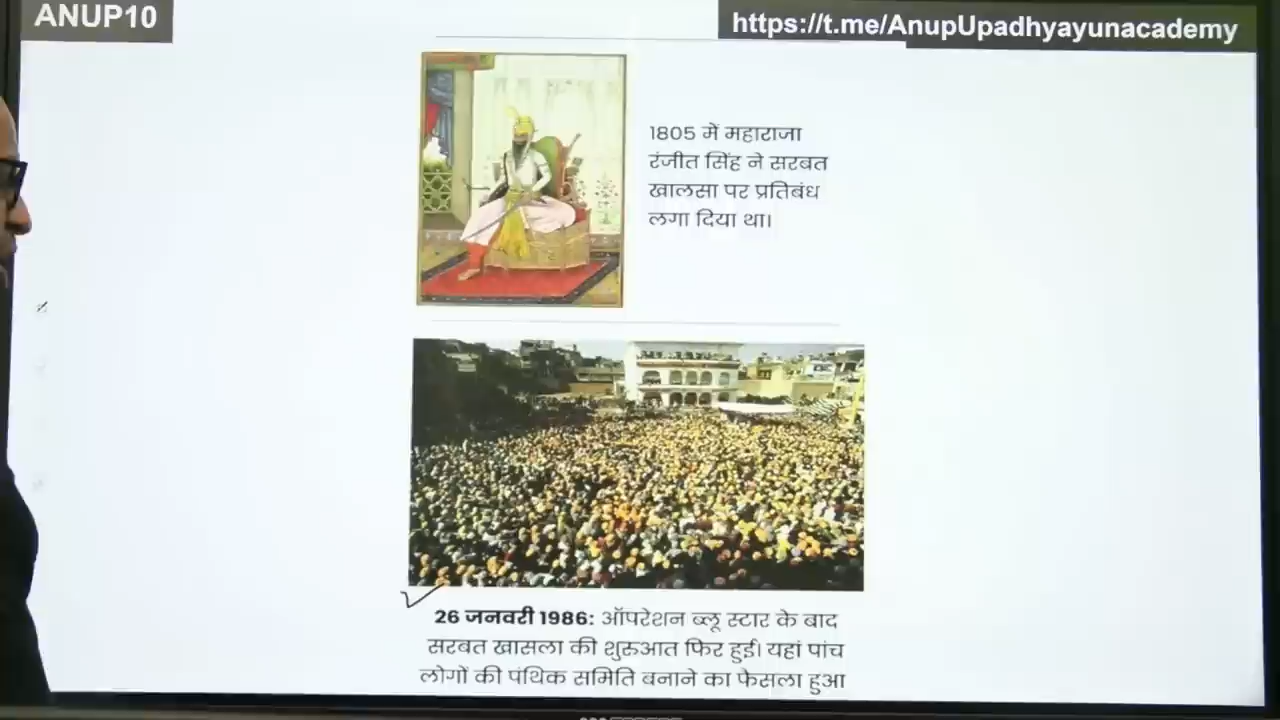 ANUP10
https://t.me/AnupUpadhyayunacademy
1805 में महाराजा
रंजीत सिंह ने सरबत
खालसा पर प्रतिबंध
लगा दिया था।
26 जनवरी 1986: ऑपरेशन ब्लू स्टार के बाद
सरबत खासला की शुरुआत फिर हुई। यहां पांच
लोगों की पंथिक समिति बनाने का फैसला हुआ